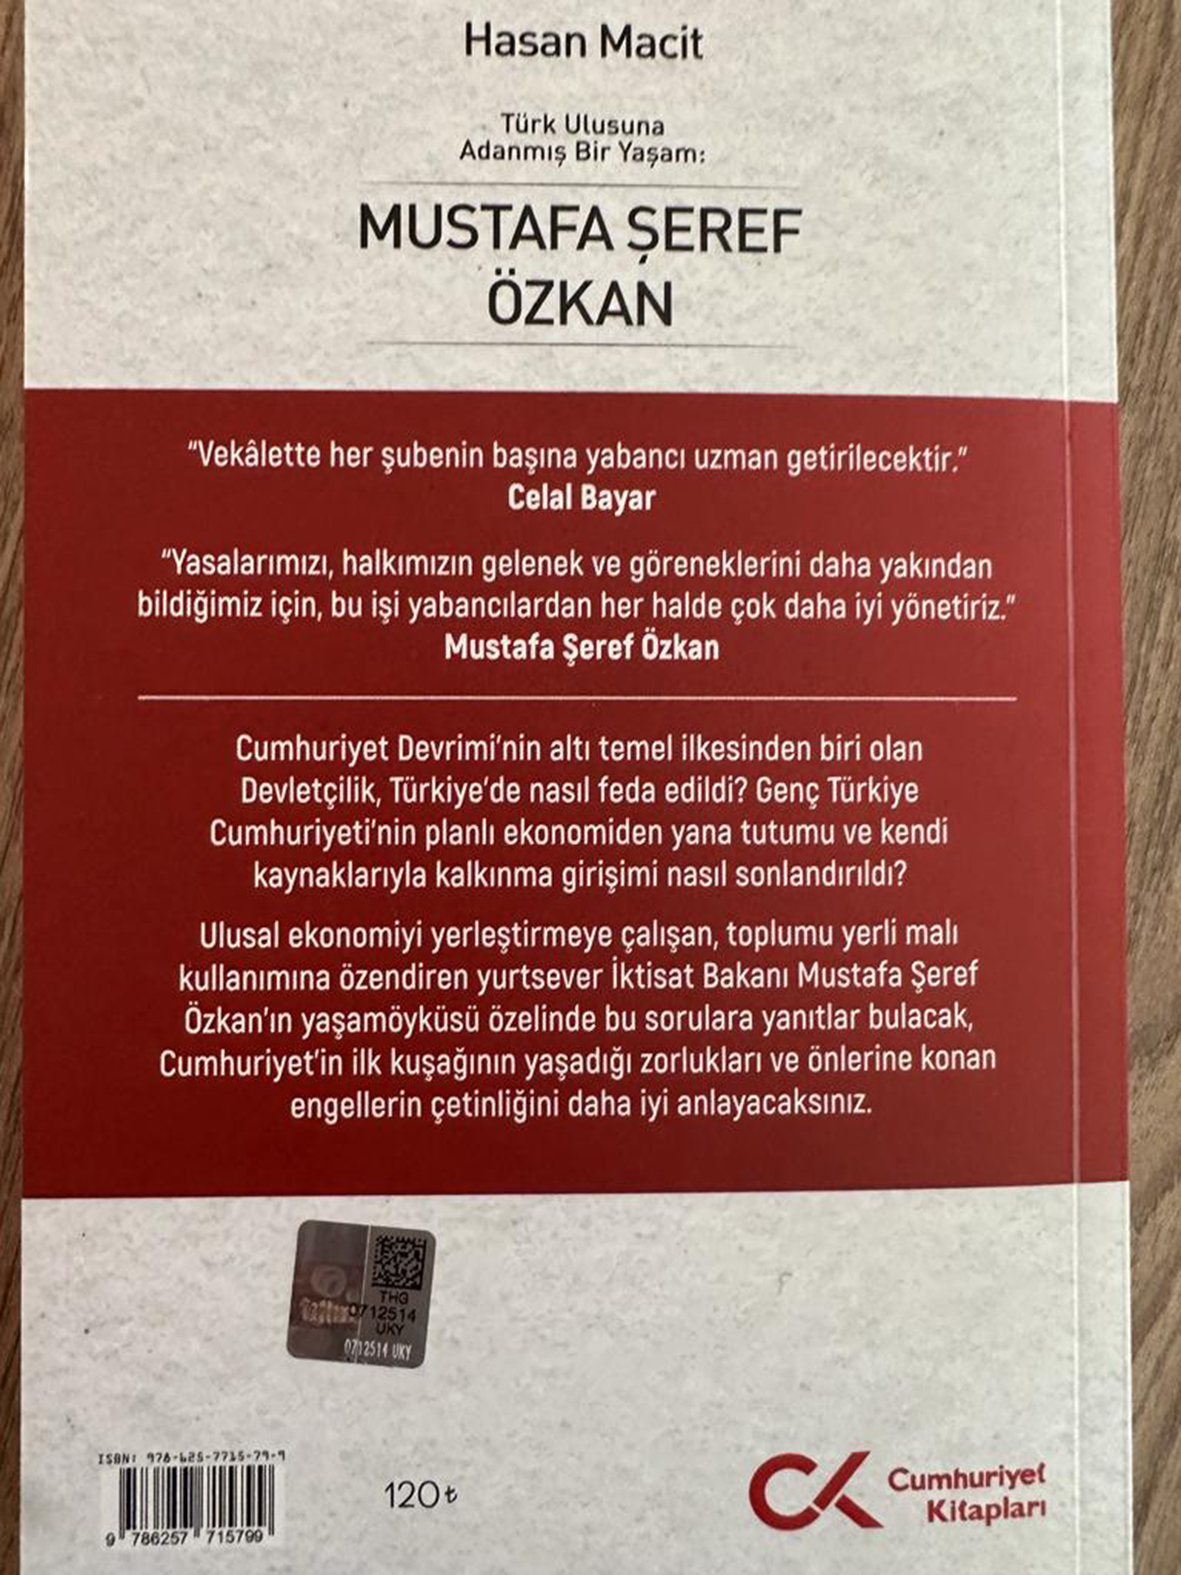 Hasan Macit
Türk Ulusuna
Adanmış Bir Yaşam:
MUSTAFA ŞEREF
ÖZKAN
“Vekâlette her şubenin başına yabancı uzman getirilecektir.”
Celal Bayar
“Yasalarımızı, halkımızın gelenek ve göreneklerini daha yakından
bildiğimiz için, bu işi yabancılardan her halde çok daha iyi yönetiriz.”
Mustafa Şeref Özkan
Cumhuriyet Devrimi’nin altı temel ilkesinden biri olan
Devletçilik, Türkiye’de nasıl feda edildi? Genç Türkiye
Cumhuriyeti’nin planlı ekonomiden yana tutumu ve kendi
kaynaklarıyla kalkınma girişimi nasıl sonlandırıldı?
Ulusal ekonomiyi yerleştirmeye çalışan, toplumu yerli malı
kullanımına özendiren yurtsever İktisat Bakanı Mustafa Şeref
Özkan’ın yaşamöyküsü özelinde bu sorulara yanıtlar bulacak,
Cumhuriyet’in ilk kuşağının yaşadığı zorlukları ve önlerine konan
engellerin çetinliğini daha iyi anlayacaksınız.
THG
0712514
UKY
0712514 UKY
ISBN: 978-625-7715-79-9
9 786257 715799
120₺
CK
Cumhuriyet
Kitapları